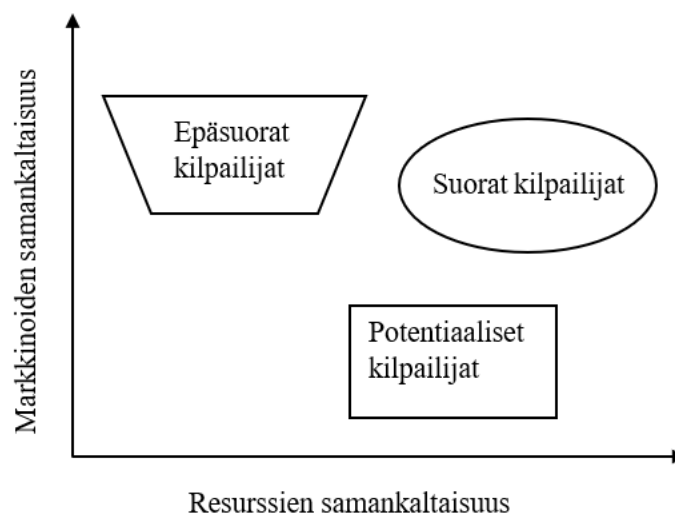 Markkinoiden samankaltaisuus
Epäsuorat
kilpailijat
Suorat kilpailijat
Potentiaaliset
kilpailijat
Resurssien samankaltaisuus